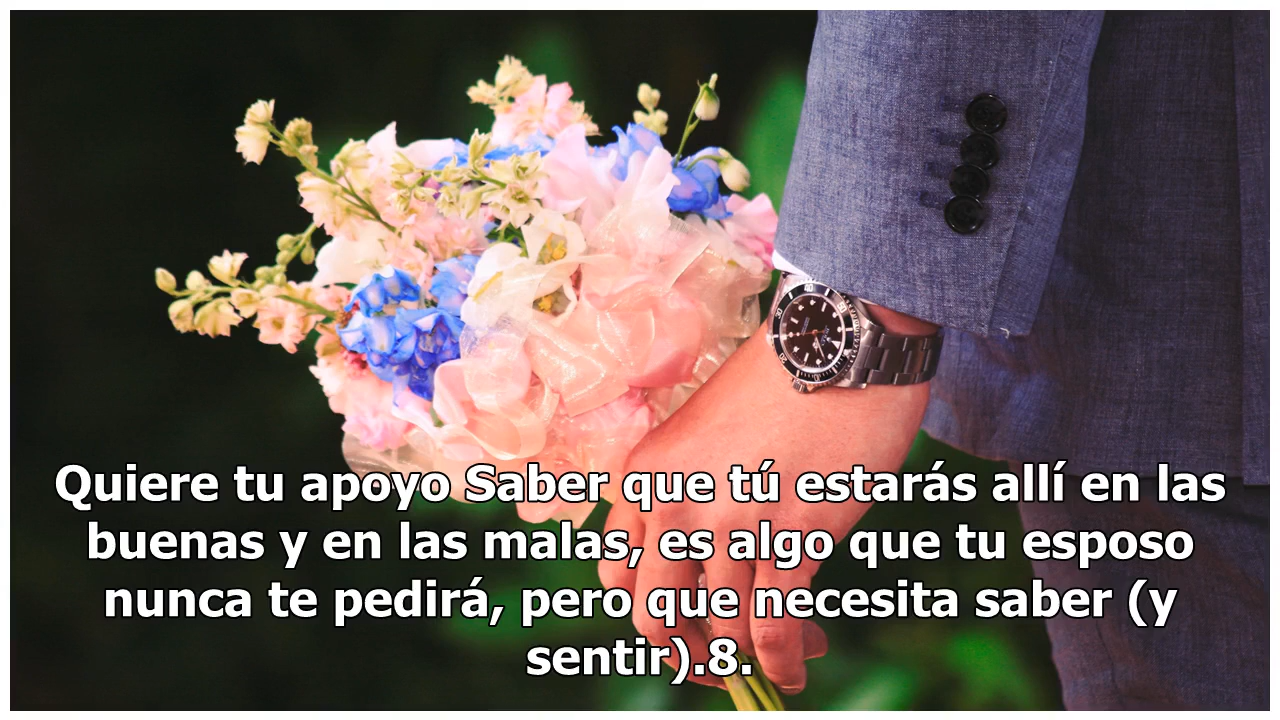 Quiere tu apoyo Saber que tú estarás allí en las
buenas y en las malas, es algo que tu esposo
nunca te pedirá, pero que necesita saber (y
sentir).8.